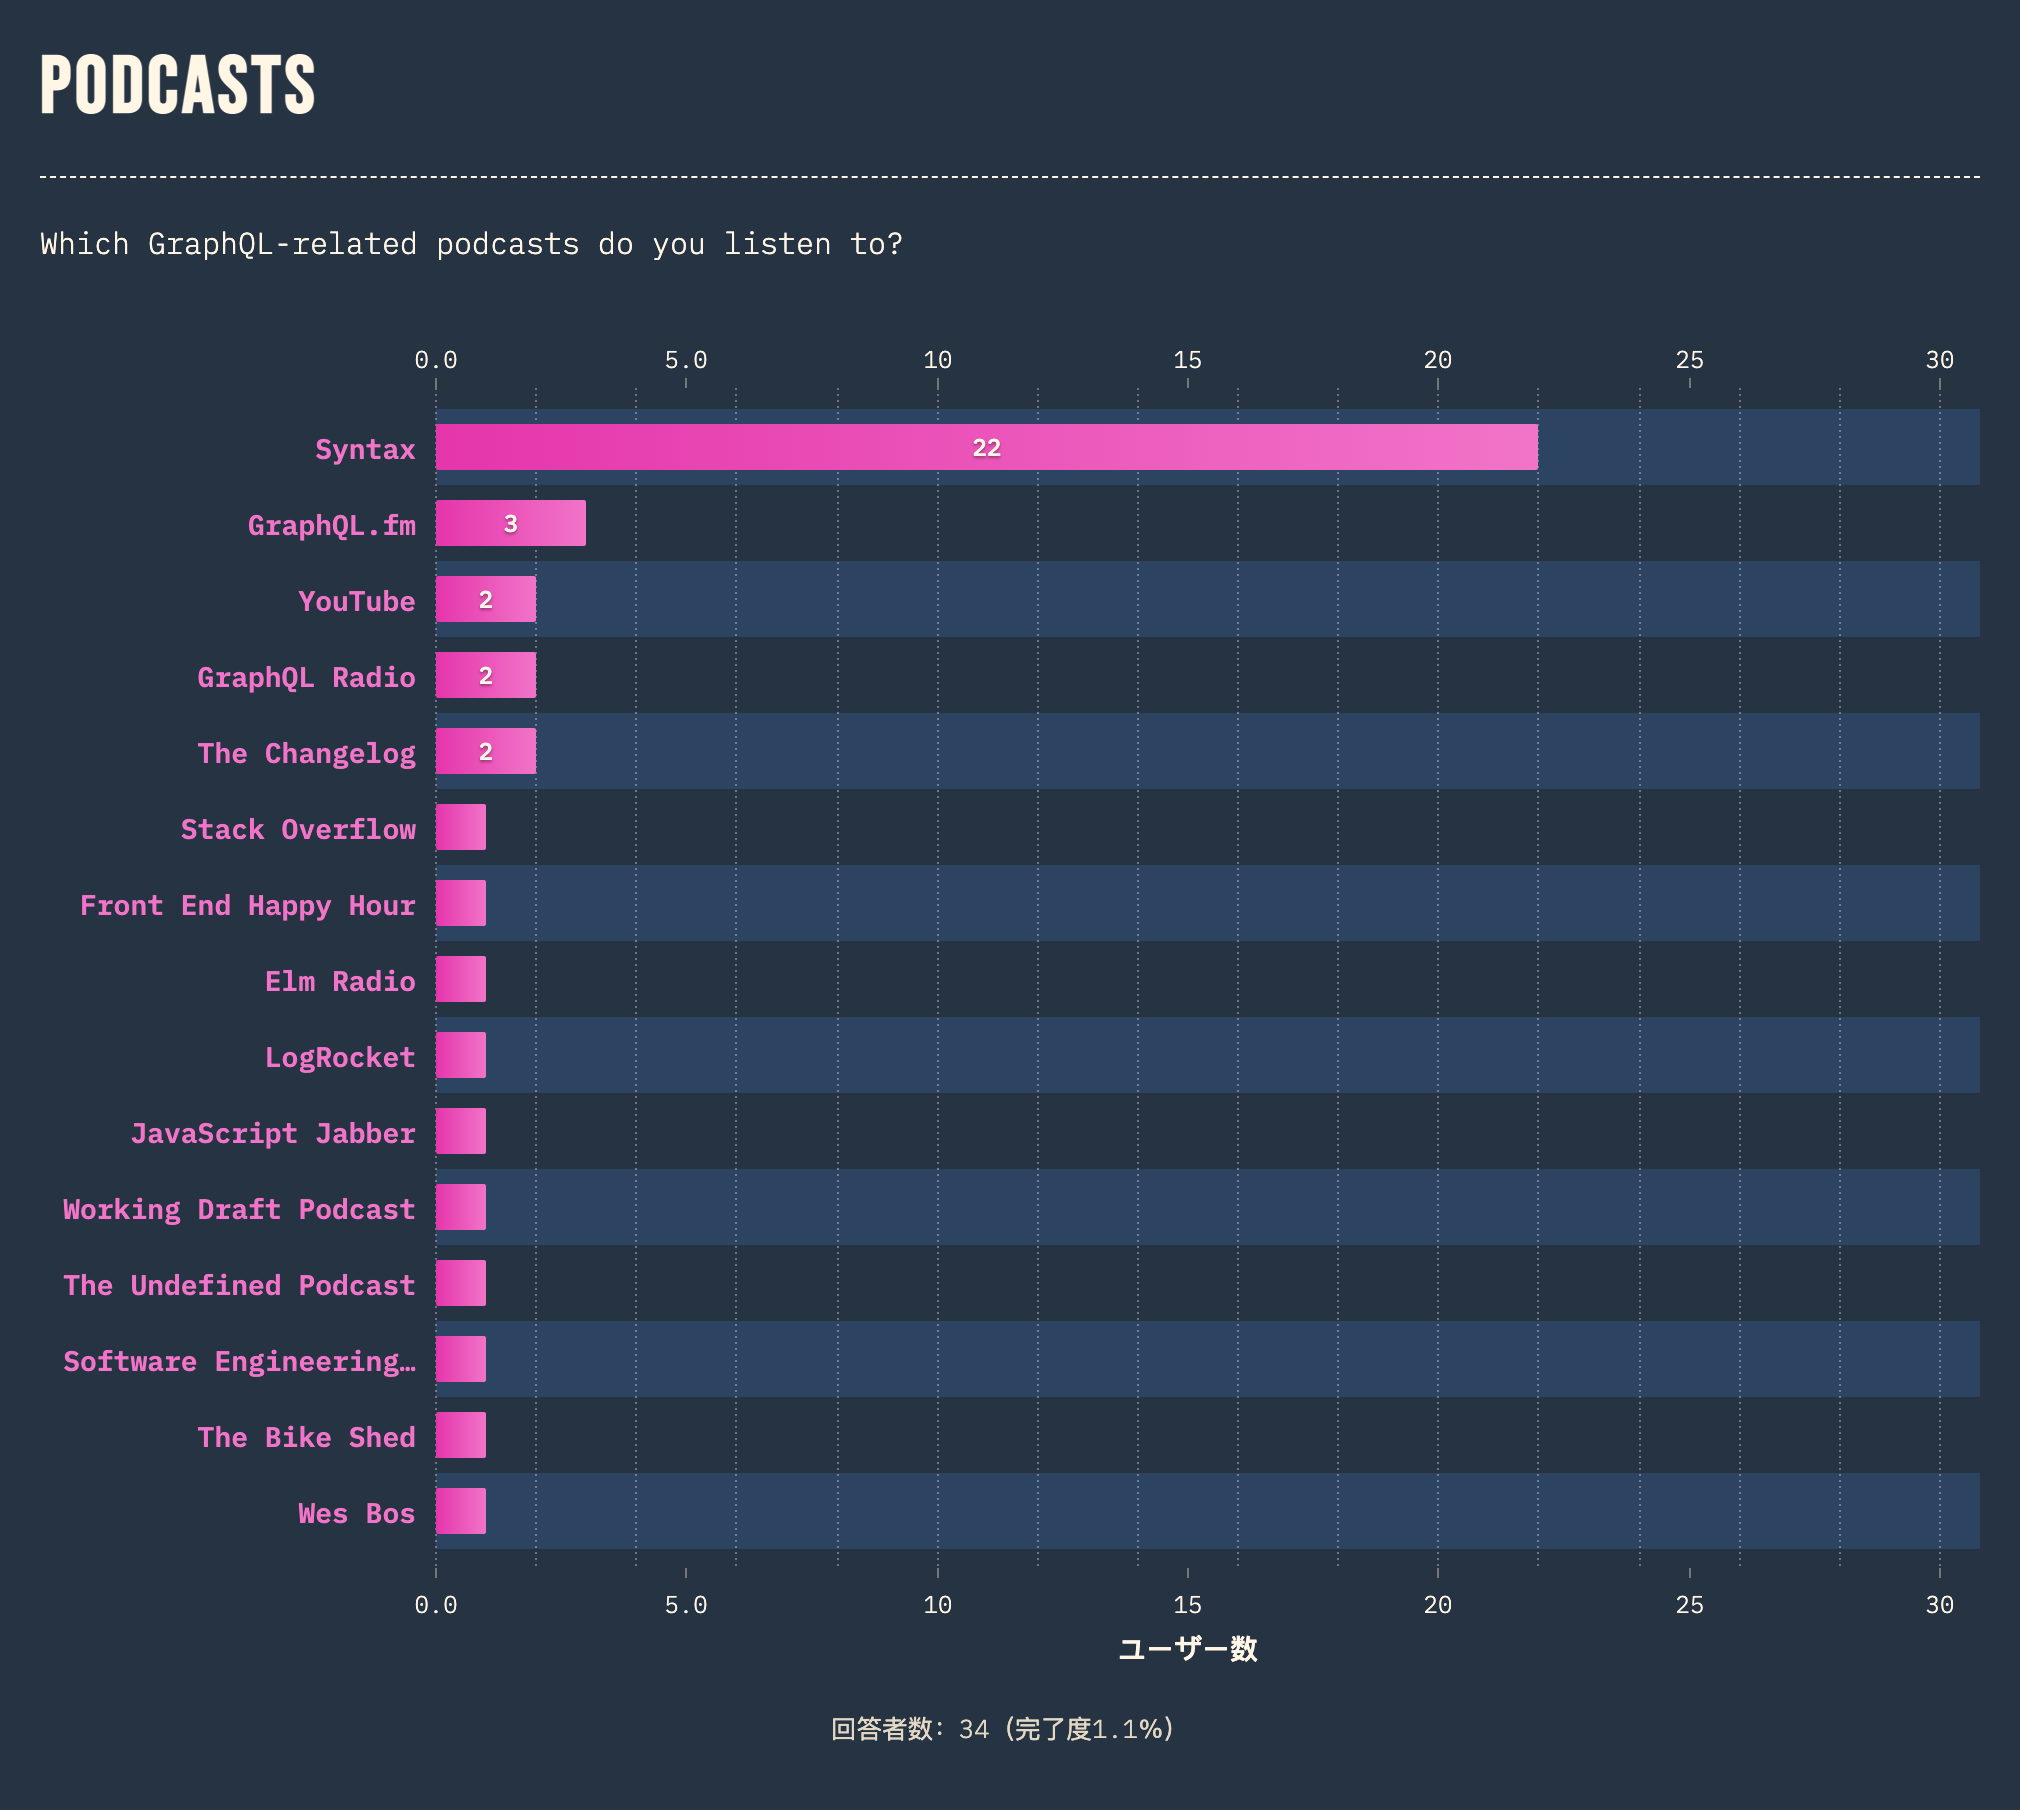 PODCASTS
Which GraphQL-related podcasts do you listen to?
0.0 5.0 10 15 20 25 30
Syntax 22
GraphQL.fm 3
YouTube 2
GraphQL Radio 2
The Changelog 2
Stack Overflow
Front End Happy Hour
Elm Radio
LogRocket
JavaScript Jabber
Working Draft Podcast
The Undefined Podcast
Software Engineering…
The Bike Shed
Wes Bos
0.0 5.0 10 15 20 25 30
ユーザー数
回答者数: 34 (完了度1.1%)